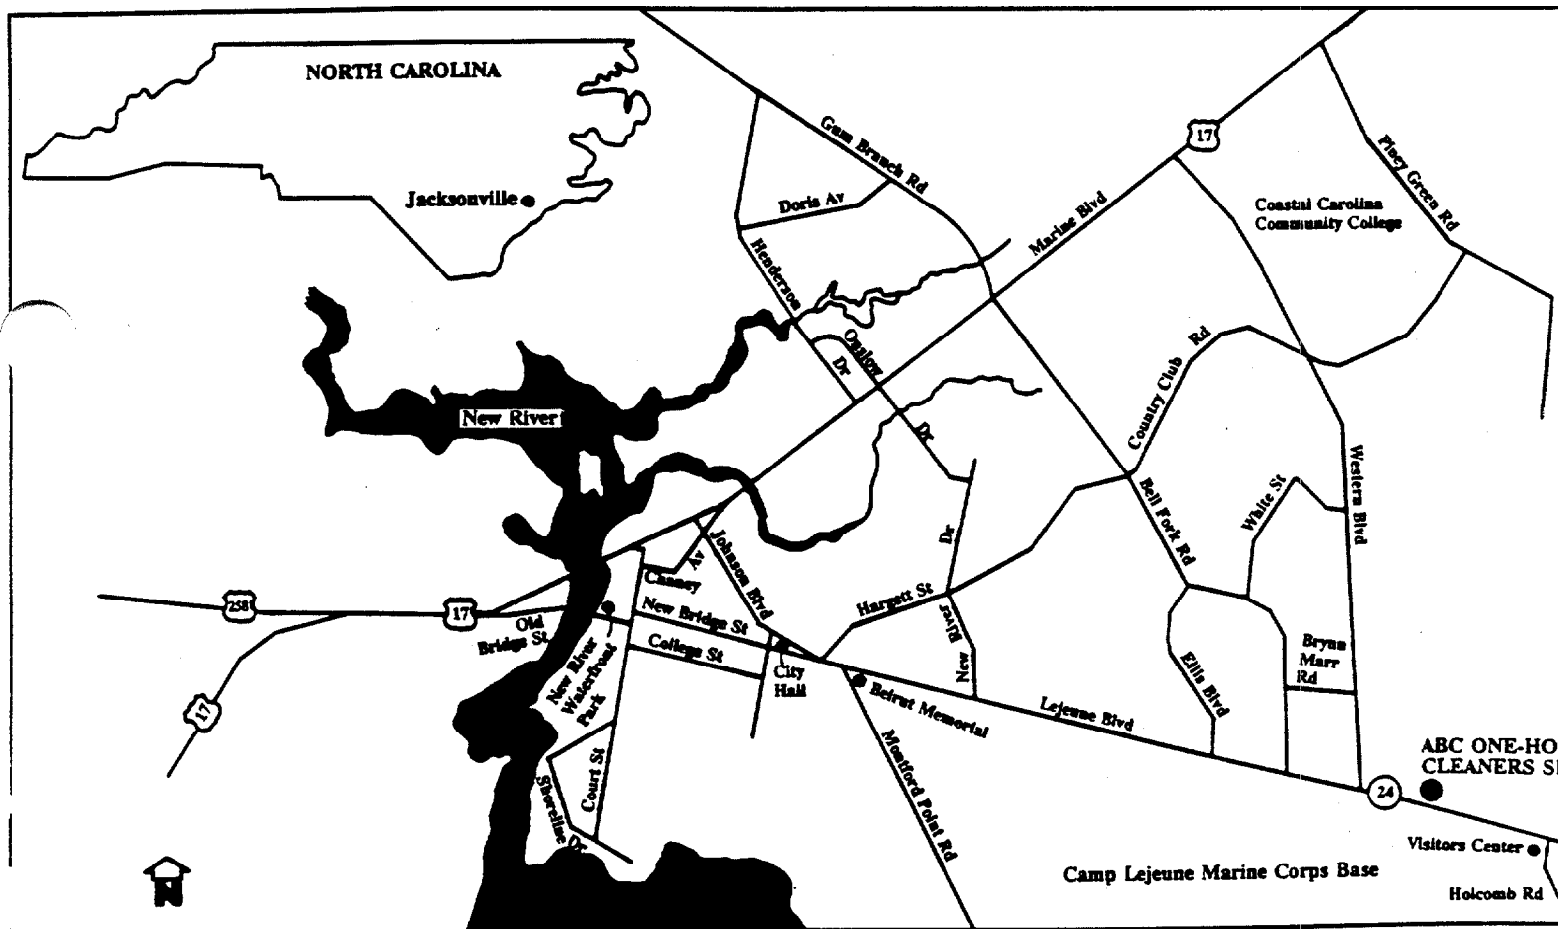 NORTH CAROLINA
Jacksonville
Gum Branch Rd
17
Piney Green Rd
Doris Av
Marine Blvd
Coastal Carolina
Community College
Henderson
Dr
Onslow
Dr
Country Club Rd
New River
Western Blvd
White St
Bell Fork Rd
Johnson Blvd
Dr
Chaney
Av
Hargett St
258
17
New Bridge St
Old
Bridge St
College St
New River
New River
Waterfront
Park
City
Hall
Brynn
Marr
Rd
Ellis Blvd
17
Beirut Memorial
Lejeune Blvd
Montford Point Rd
Court St
Shoreline Dr
ABC ONE-HO
CLEANERS SI
24
Visitors Center
Camp Lejeune Marine Corps Base
Holcomb Rd
N